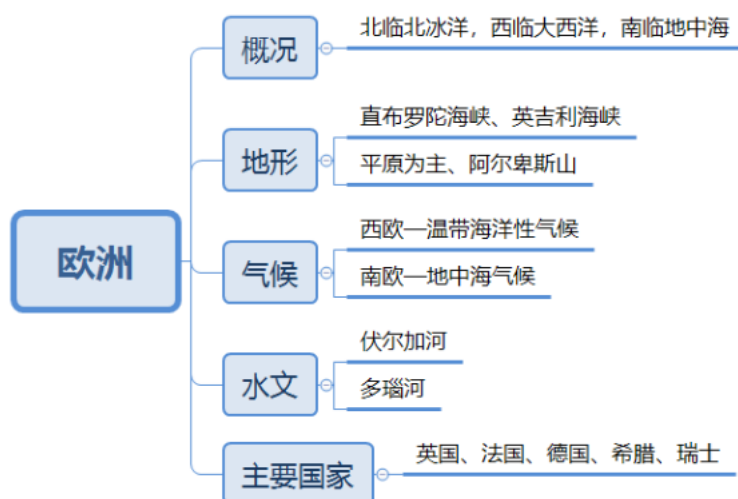 欧洲
概况
北临北冰洋，西临大西洋，南临地中海
地形
直布罗陀海峡、英吉利海峡
平原为主、阿尔卑斯山
气候
西欧—温带海洋性气候
南欧—地中海气候
水文
伏尔加河
多瑙河
主要国家
英国、法国、德国、希腊、瑞士